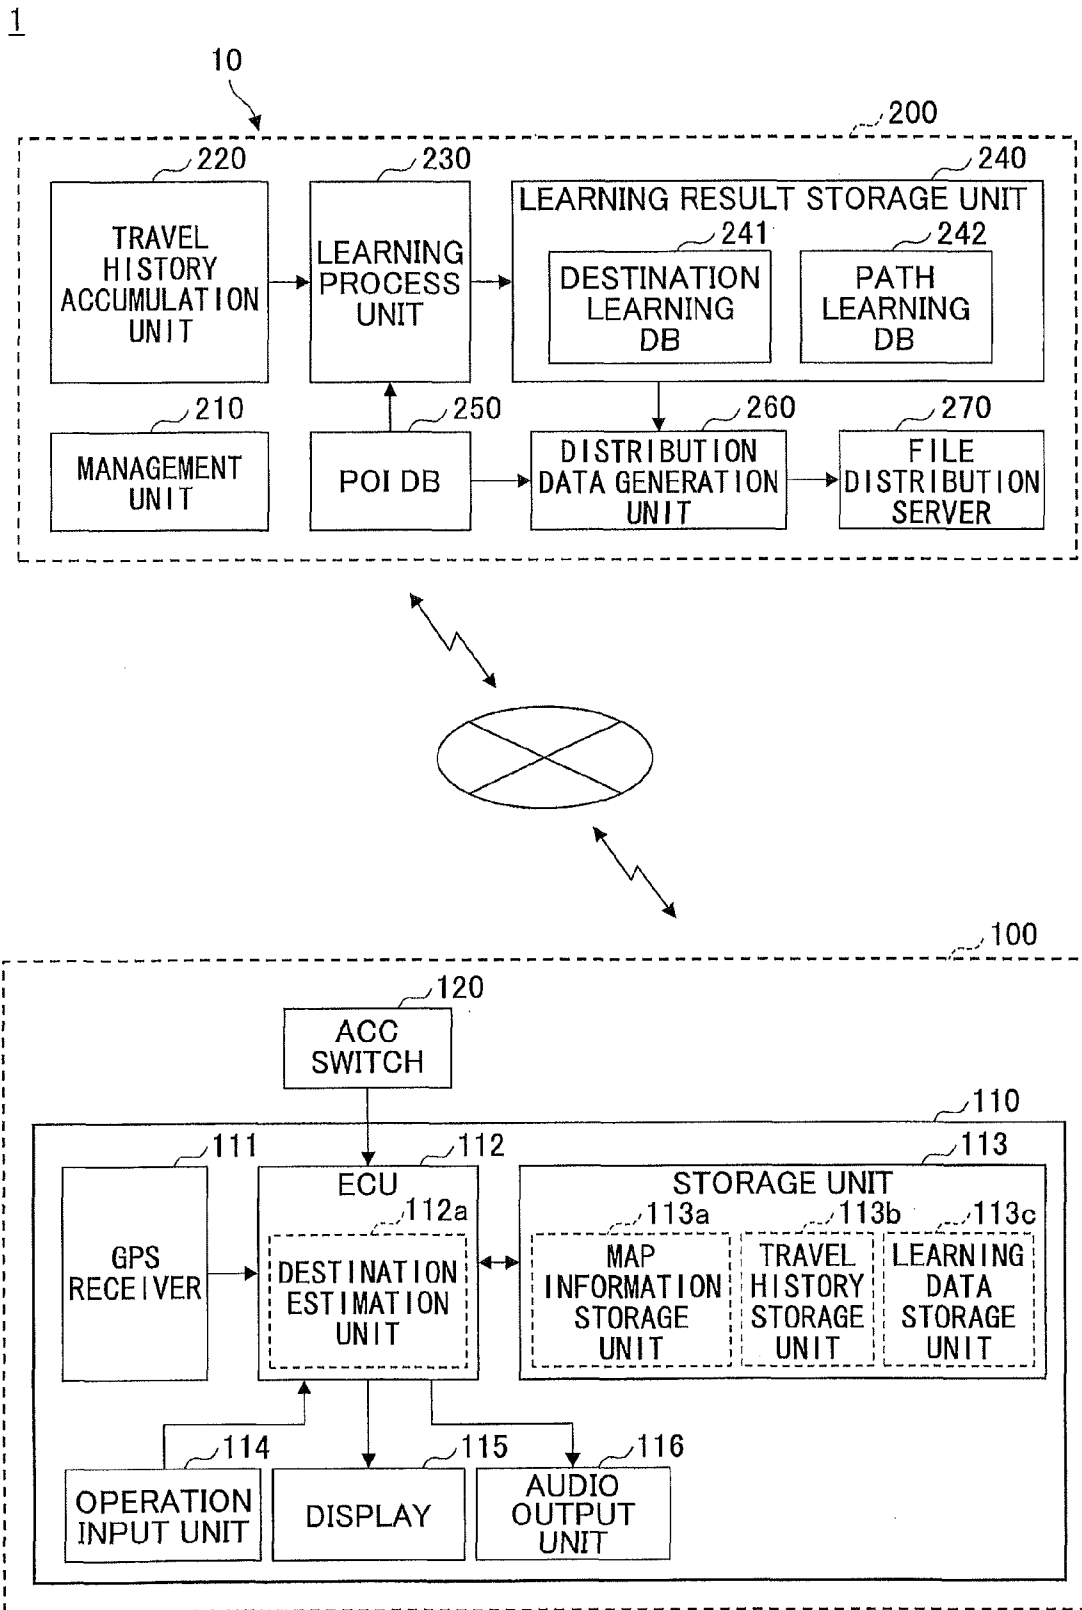 1
10
200
220
230
240
TRAVEL
HISTORY
ACCUMULATION
UNIT
LEARNING
PROCESS
UNIT
LEARNING RESULT STORAGE UNIT
241
242
DESTINATION
LEARNING
DB
PATH
LEARNING
DB
210
250
260
270
MANAGEMENT
UNIT
POI DB
DISTRIBUTION
DATA GENERATION
UNIT
FILE
DISTRIBUTION
SERVER
100
120
ACC
SWITCH
110
111
112
113
GPS
RECEIVER
ECU
112a
DESTINATION
ESTIMATION
UNIT
STORAGE UNIT
113a
113b
113c
MAP
INFORMATION
STORAGE
UNIT
TRAVEL
HISTORY
STORAGE
UNIT
LEARNING
DATA
STORAGE
UNIT
114
115
116
OPERATION
INPUT UNIT
DISPLAY
AUDIO
OUTPUT
UNIT